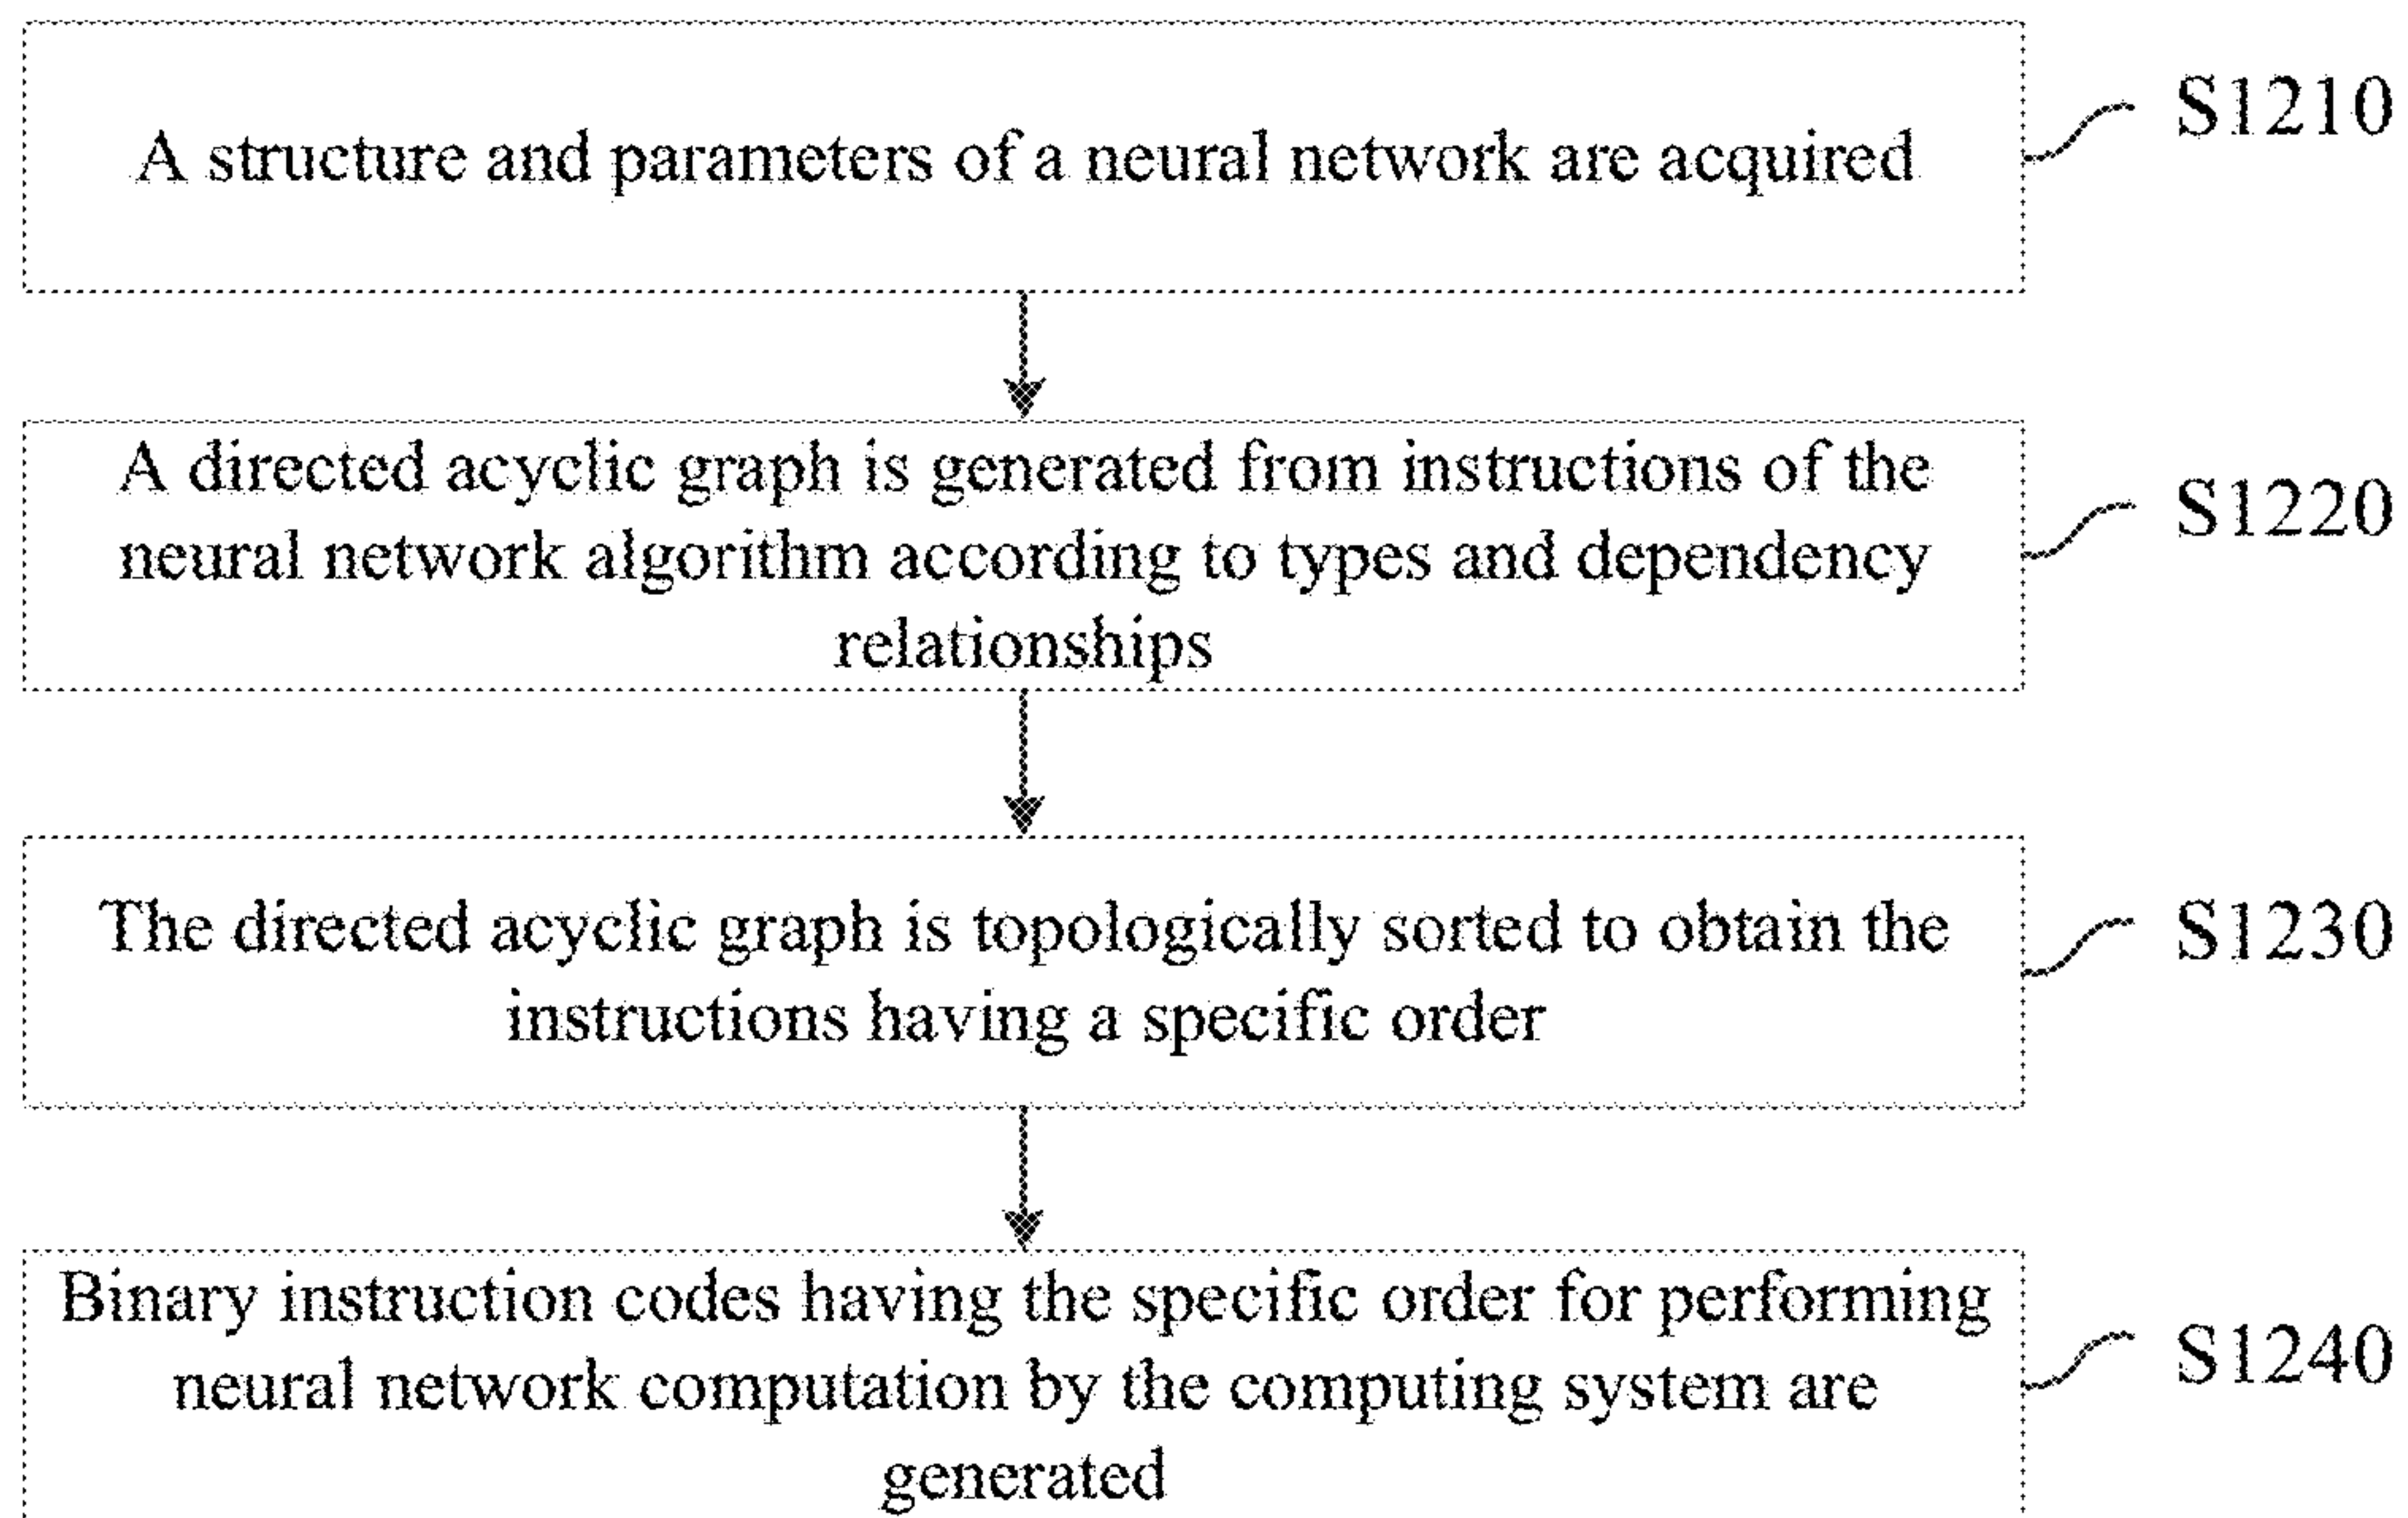 A structure and parameters of a neural network are acquired
S1210
A directed acyclic graph is generated from instructions of the
neural network algorithm according to types and dependency
relationships
S1220
The directed acyclic graph is topologically sorted to obtain the
instructions having a specific order
S1230
Binary instruction codes having the specific order for performing
neural network computation by the computing system are
generated
S1240